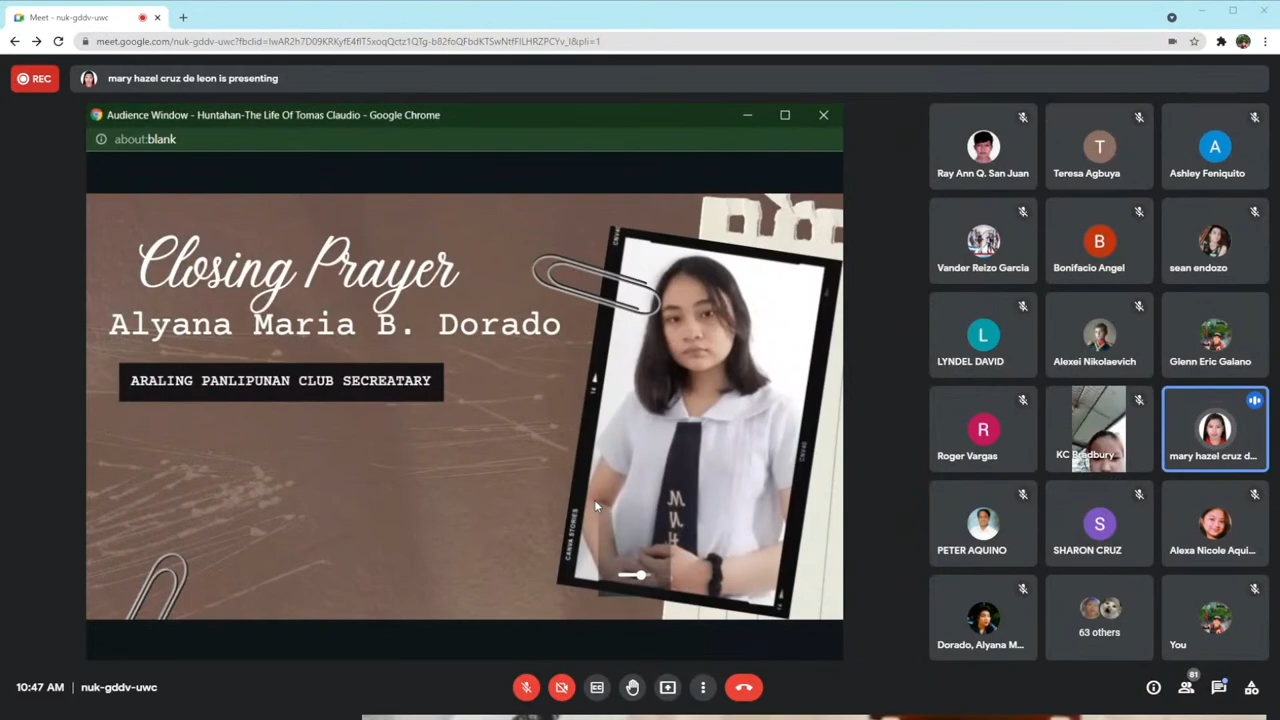 Meet - nuk-gddv-uwc
meet.google.com/nuk-gddv-uwc?fbclid=IwAR2h7D09KRKyfE4flT5xoqQctz1QTg-b82foQFbdKTSwNtfFILHRZPCYv_I&pli=1
REC
mary hazel cruz de leon is presenting
Audience Window - Huntahan-The Life Of Tomas Claudio - Google Chrome
about:blank
Closing Prayer
Alyana Maria B. Dorado
ARALING PANLIPUNAN CLUB SECREATARY
CANVA STORIES
MUH
Ray Ann Q. San Juan
T
Teresa Agbuya
A
Ashley Feniquito
Vander Reizo Garcia
B
Bonifacio Angel
sean endozo
L
LYNDEL DAVID
Alexei Nikolaevich
Glenn Eric Galano
R
Roger Vargas
KC Bradbury
mary hazel cruz d...
PETER AQUINO
S
SHARON CRUZ
Alexa Nicole Aqui...
Dorado, Alyana M...
63 others
You
10:47 AM
nuk-gddv-uwc
81